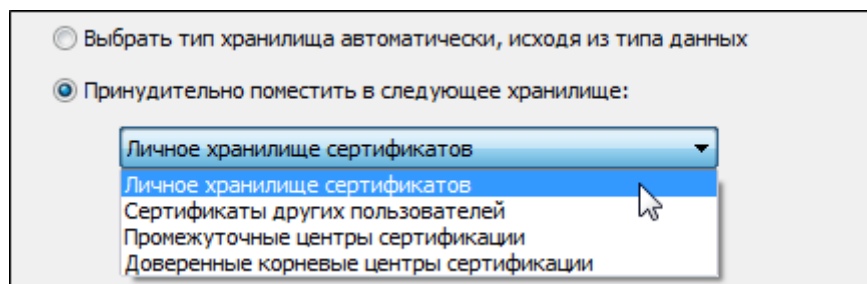 Выбрать тип хранилища автоматически, исходя из типа данных
Принудительно поместить в следующее хранилище:
Личное хранилище сертификатов
Личное хранилище сертификатов
Сертификаты других пользователей
Промежуточные центры сертификации
Доверенные корневые центры сертификации